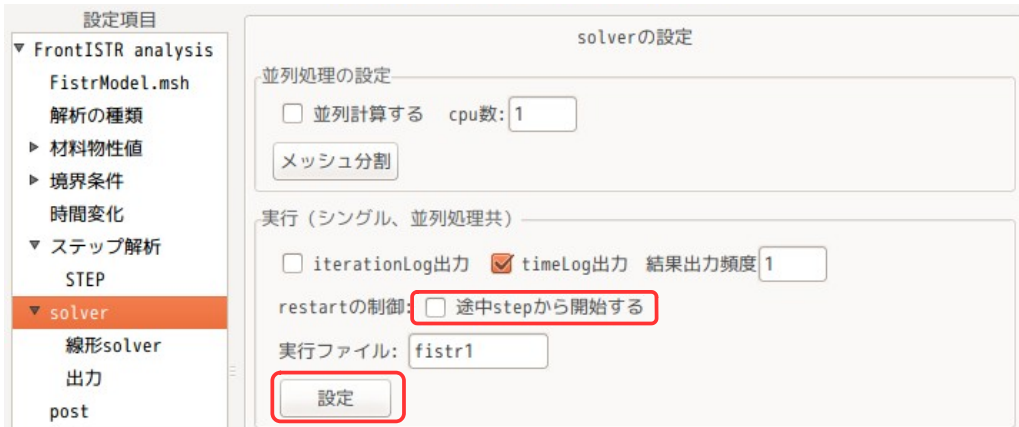 設定項目
FrontISTR analysis
FistrModel.msh
解析の種類
材料物性値
境界条件
時間変化
ステップ解析
STEP
solver
線形solver
出力
post
solverの設定
並列処理の設定
並列計算する cpu数: 1
メッシュ分割
実行（シングル、並列処理共）
iterationLog出力 timeLog出力 結果出力頻度 1
restartの制御: 途中stepから開始する
実行ファイル: fistr1
設定